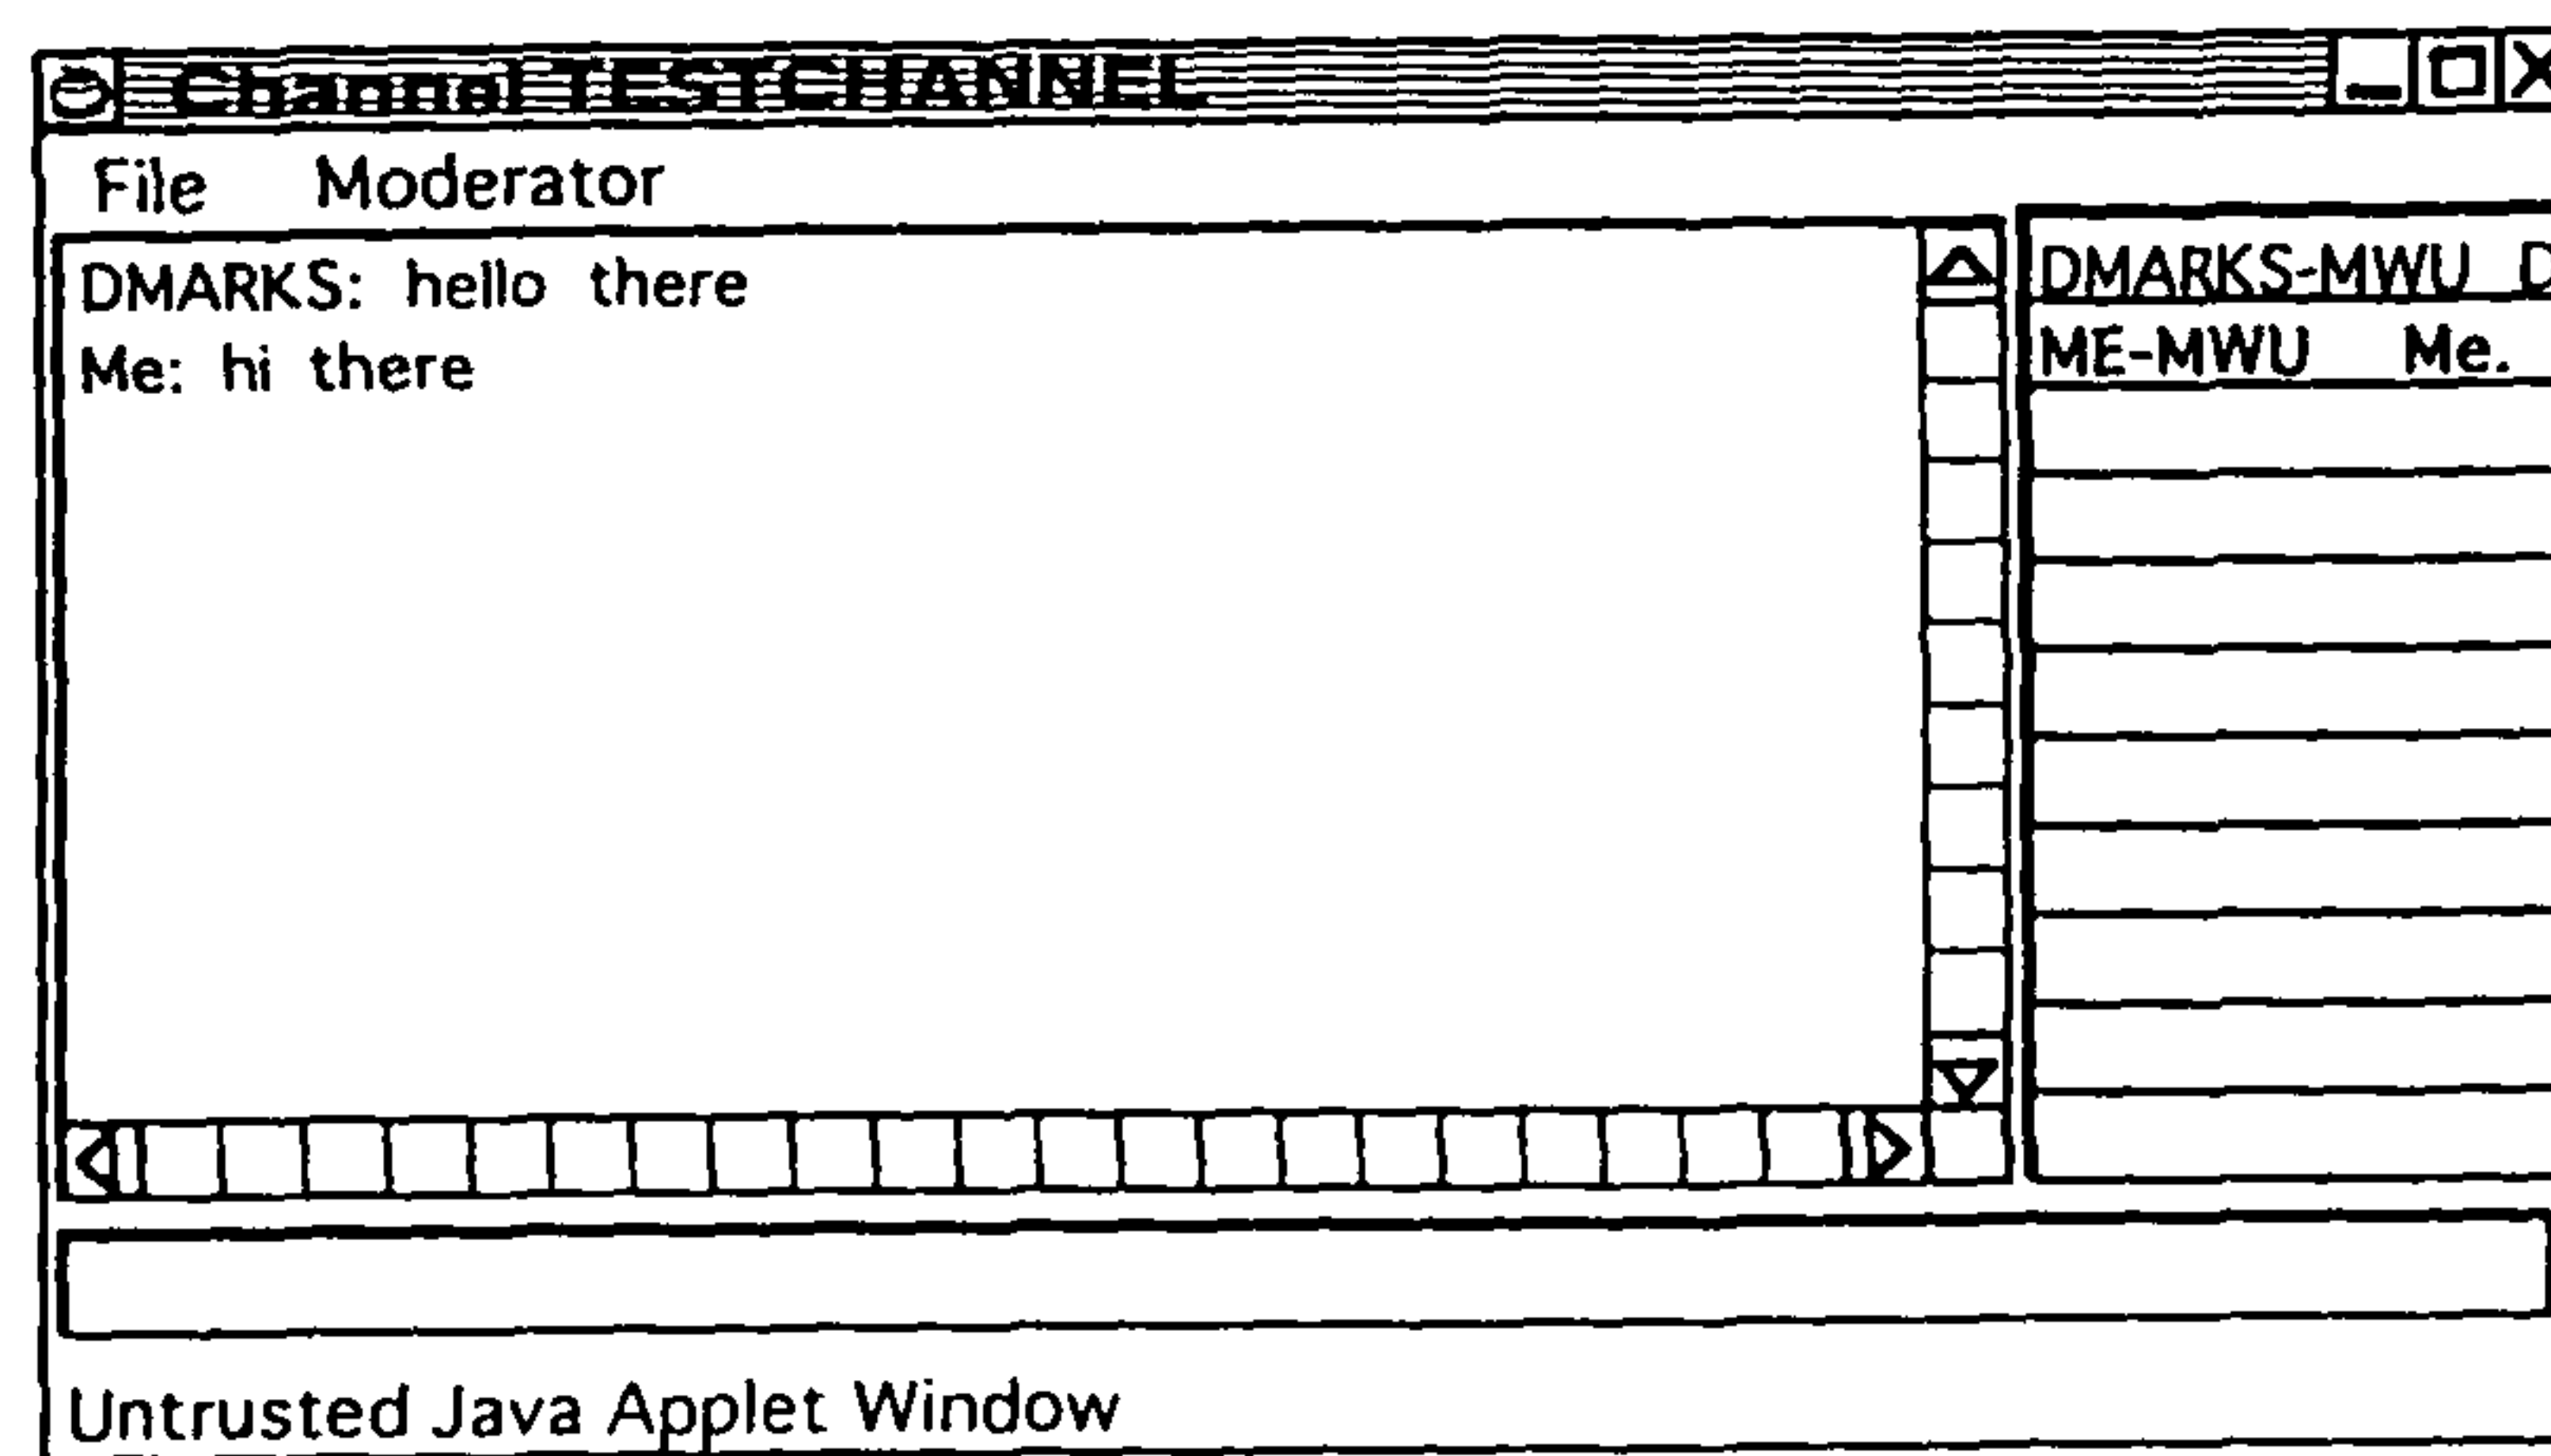 Channel TESTCHANNEL
File Moderator
DMARKS: hello there
Me: hi there
DMARKS-MWU D
ME-MWU Me.
Untrusted Java Applet Window